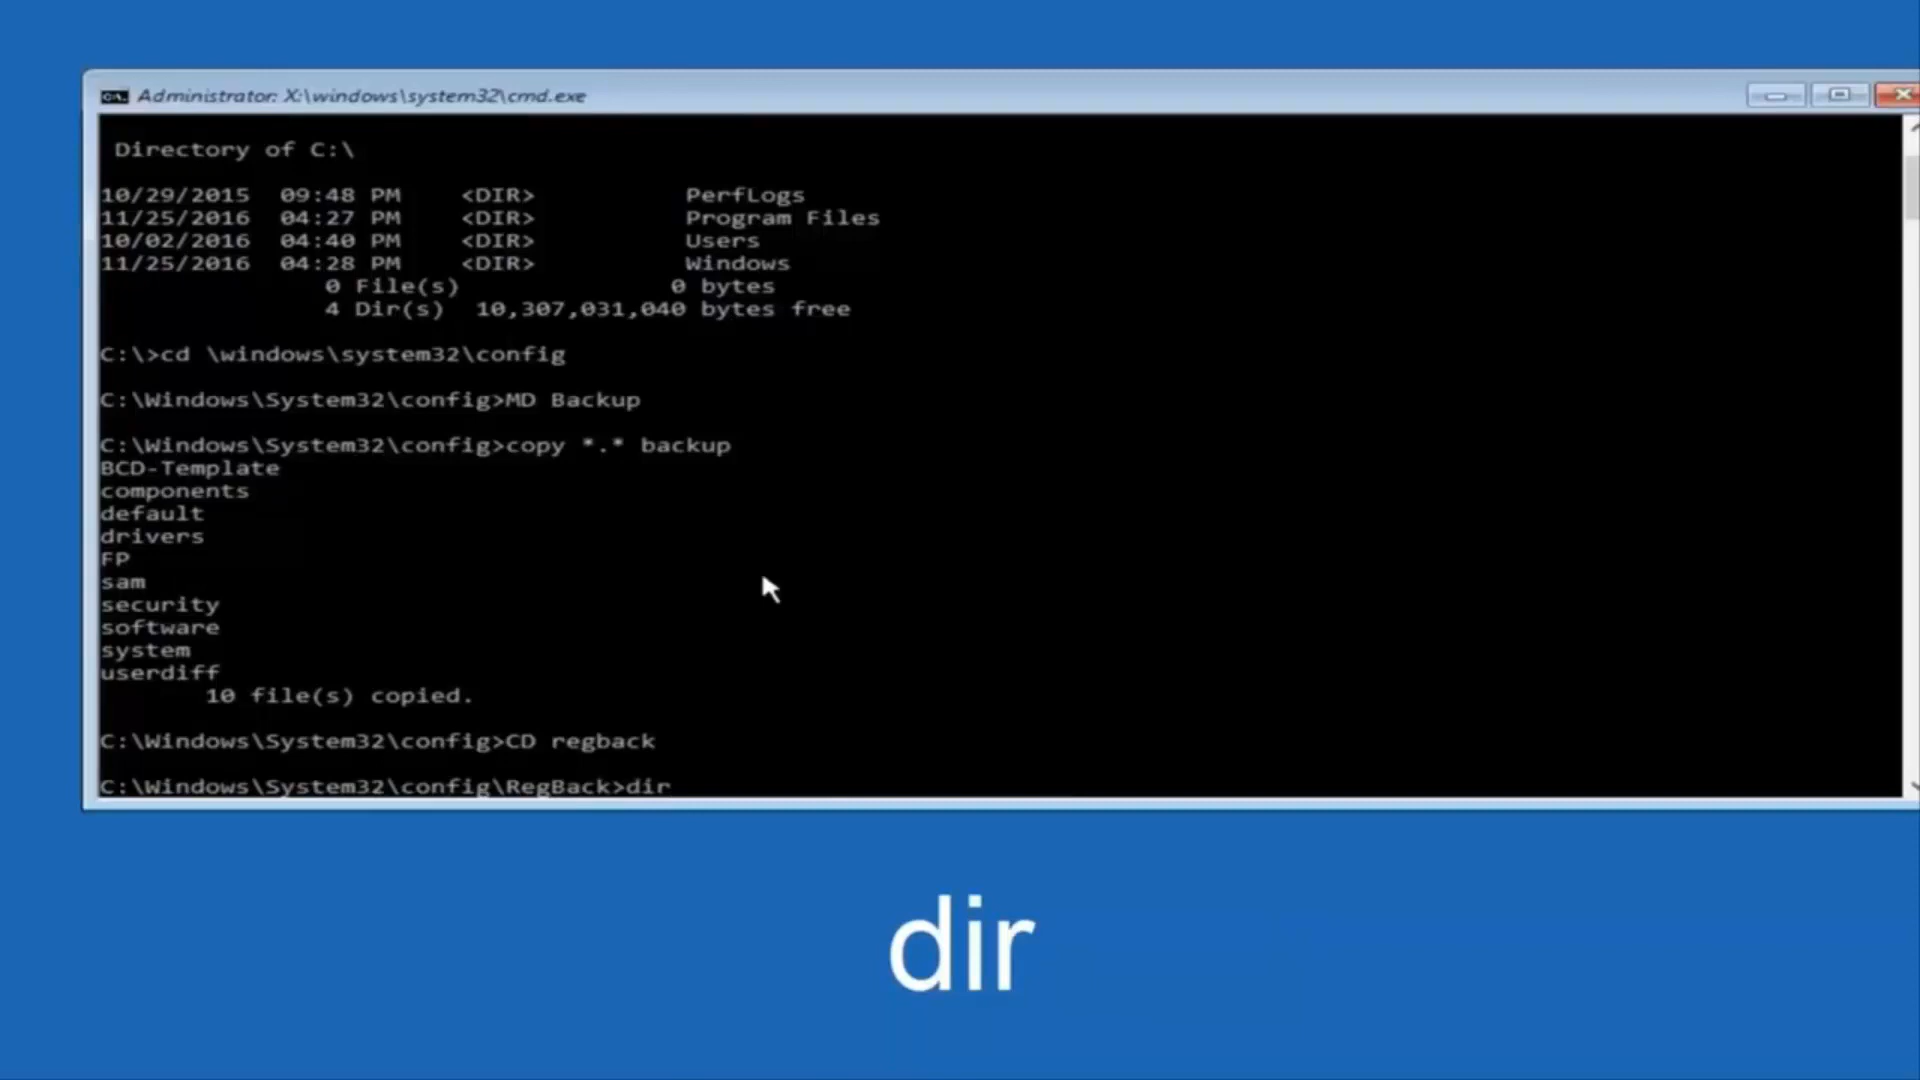 Administrator: X:\windows\system32\cmd.exe
Directory of C:\
10/29/2015  09:48 PM    <DIR>          PerfLogs
11/25/2016  04:27 PM    <DIR>          Program Files
10/02/2016  04:40 PM    <DIR>          Users
11/25/2016  04:28 PM    <DIR>          Windows
0 File(s)              0 bytes
4 Dir(s)  10,307,031,040 bytes free
C:\>cd \windows\system32\config
C:\Windows\System32\config>MD Backup
C:\Windows\System32\config>copy *.* backup
BCD-Template
components
default
drivers
FP
sam
security
software
system
userdiff
10 file(s) copied.
C:\Windows\System32\config>CD regback
C:\Windows\System32\config\RegBack>dir
dir